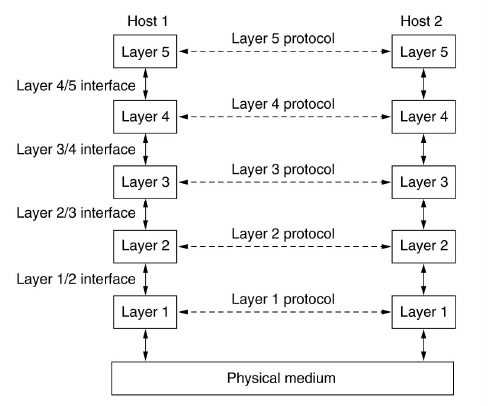 Host 1
Host 2
Layer 5 protocol
Layer 5
Layer 5
Layer 4/5 interface
Layer 4 protocol
Layer 4
Layer 4
Layer 3/4 interface
Layer 3 protocol
Layer 3
Layer 3
Layer 2/3 interface
Layer 2 protocol
Layer 2
Layer 2
Layer 1/2 interface
Layer 1 protocol
Layer 1
Layer 1
Physical medium